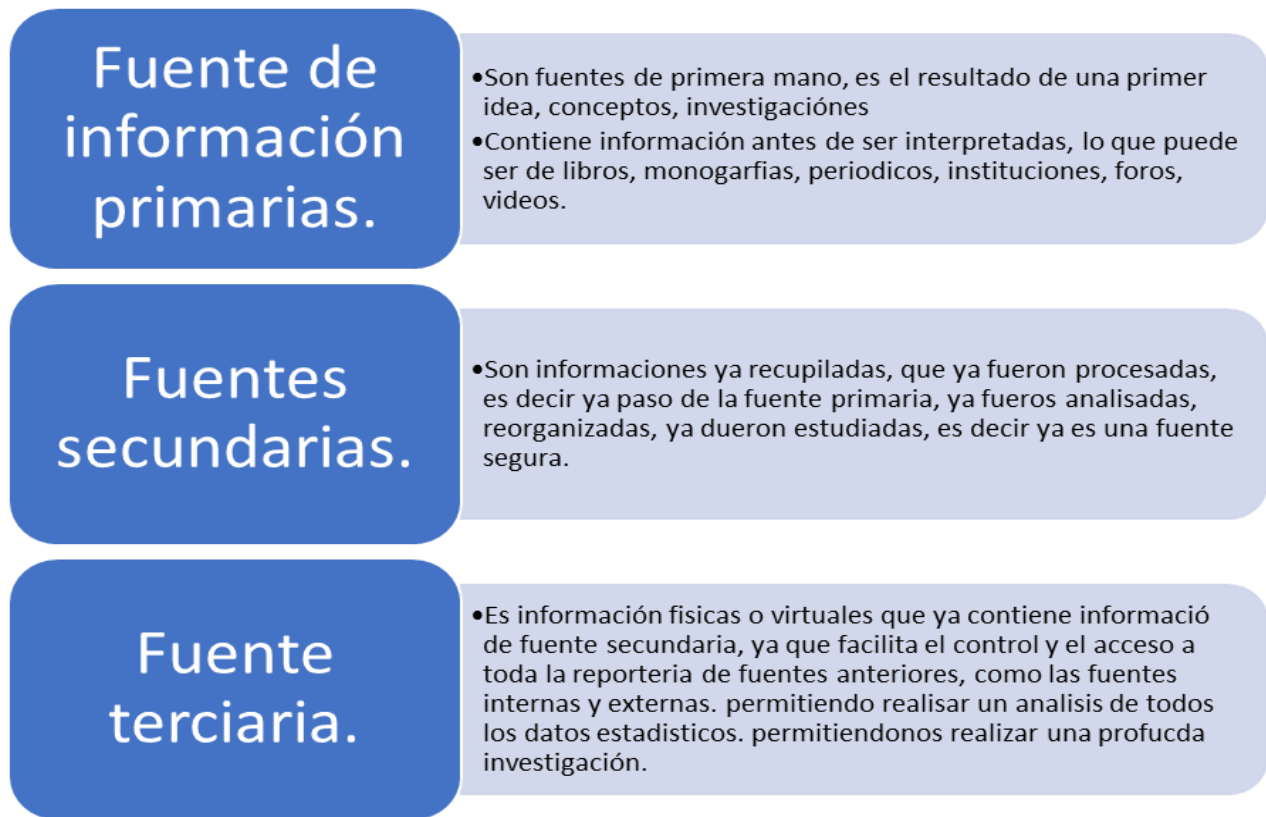 Fuente de
información
primarias.
•Son fuentes de primera mano, es el resultado de una primer
idea, conceptos, investigaciónes
•Contiene información antes de ser interpretadas, lo que puede
ser de libros, monogarfias, periodicos, instituciones, foros,
videos.
Fuentes
secundarias.
•Son informaciones ya recupiladas, que ya fueron procesadas,
es decir ya paso de la fuente primaria, ya fueros analisadas,
reorganizadas, ya dueron estudiadas, es decir ya es una fuente
segura.
Fuente
terciaria.
•Es información fisicas o virtuales que ya contiene informació
de fuente secundaria, ya que facilita el control y el acceso a
toda la reporteria de fuentes anteriores, como las fuentes
internas y externas. permitiendo realisar un analisis de todos
los datos estadisticos. permitiendonos realizar una profucda
investigación.